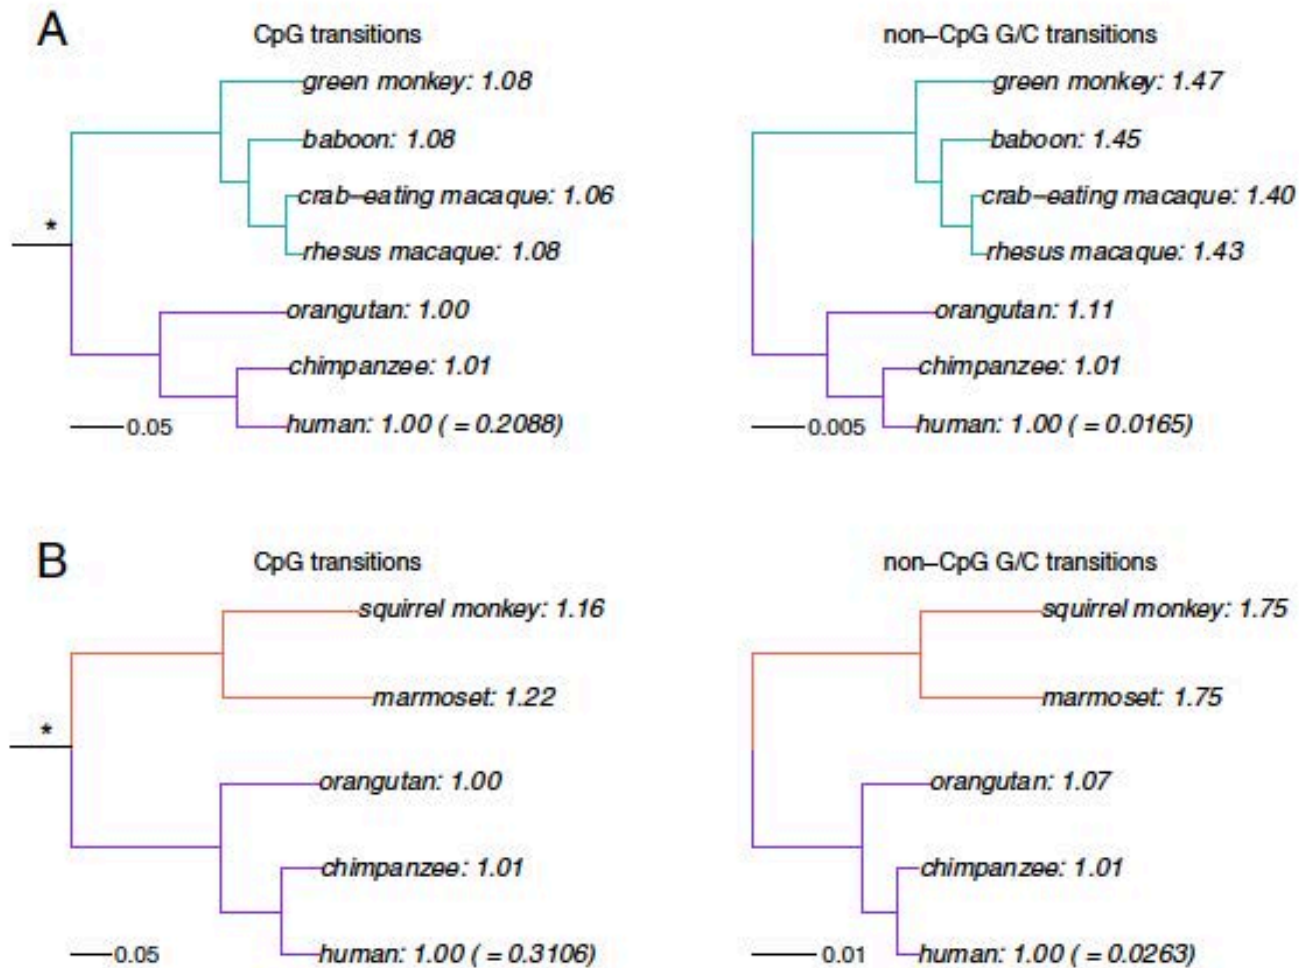 A
CpG transitions
non–CpG G/C transitions
green monkey: 1.08
green monkey: 1.47
baboon: 1.08
baboon: 1.45
crab–eating macaque: 1.06
crab–eating macaque: 1.40
*
rhesus macaque: 1.08
rhesus macaque: 1.43
orangutan: 1.00
orangutan: 1.11
chimpanzee: 1.01
chimpanzee: 1.01
0.05
human: 1.00 ( = 0.2088)
0.005
human: 1.00 ( = 0.0165)
B
CpG transitions
non–CpG G/C transitions
squirrel monkey: 1.16
squirrel monkey: 1.75
marmoset: 1.22
marmoset: 1.75
*
orangutan: 1.00
orangutan: 1.07
chimpanzee: 1.01
chimpanzee: 1.01
0.05
human: 1.00 ( = 0.3106)
0.01
human: 1.00 ( = 0.0263)